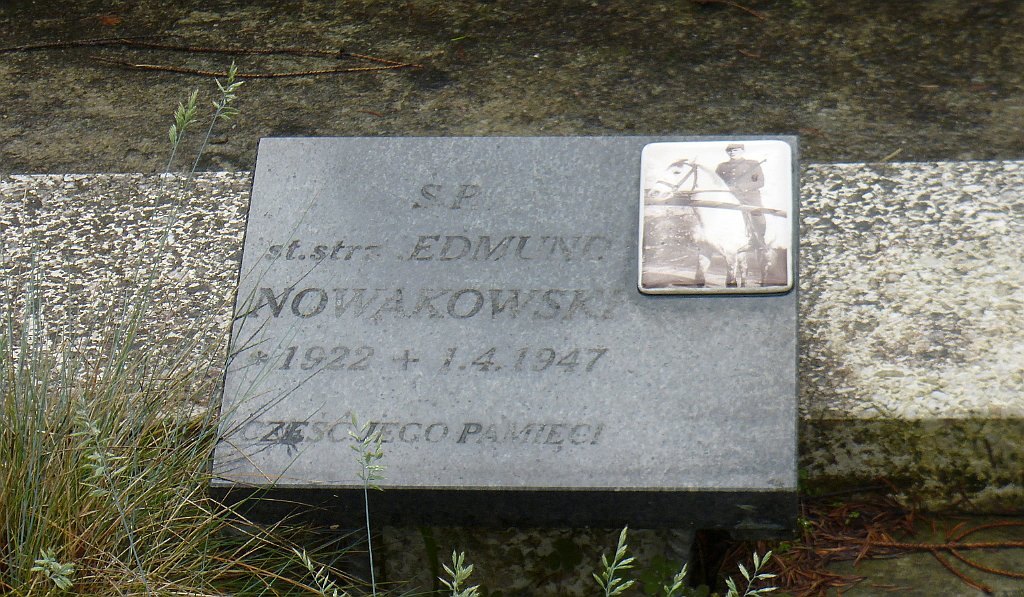 Ś.P.
st.strz. EDMUND
NOWAKOWSKI
* 1922 + 1.4.1947
CZEŚĆ JEGO PAMIĘCI